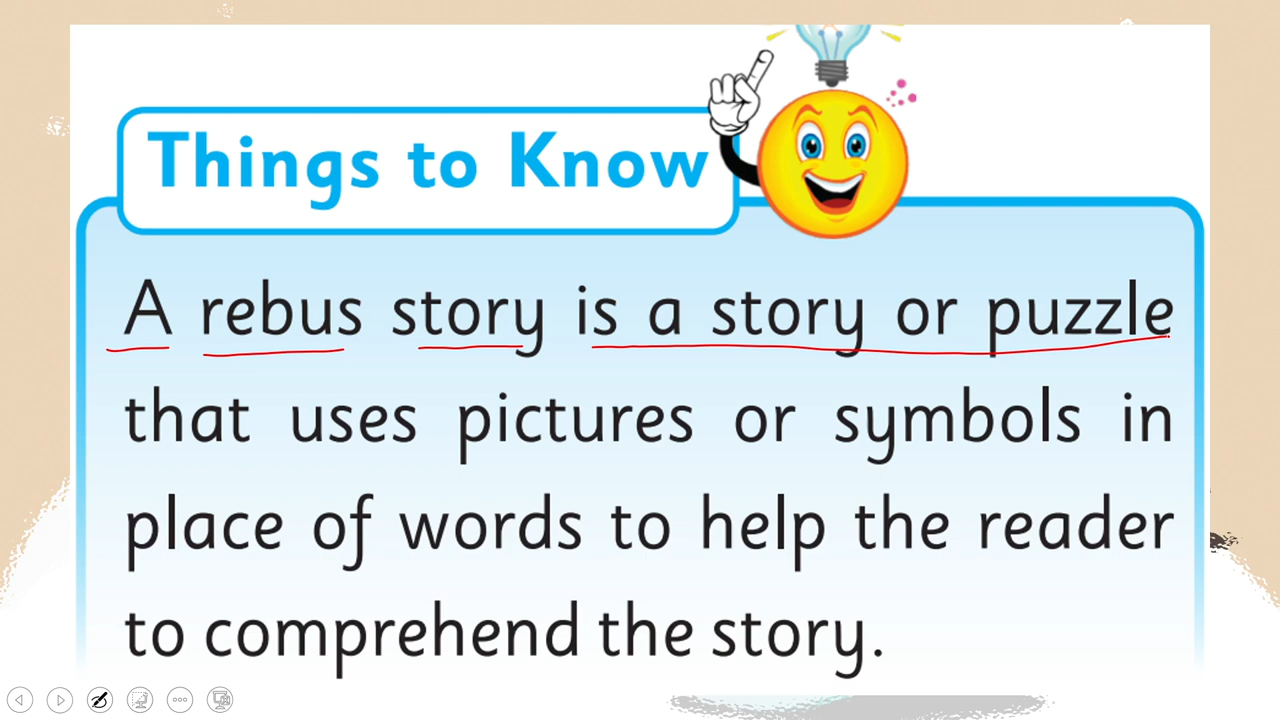 Things to Know
A rebus story is a story or puzzle
that uses pictures or symbols in
place of words to help the reader
to comprehend the story.